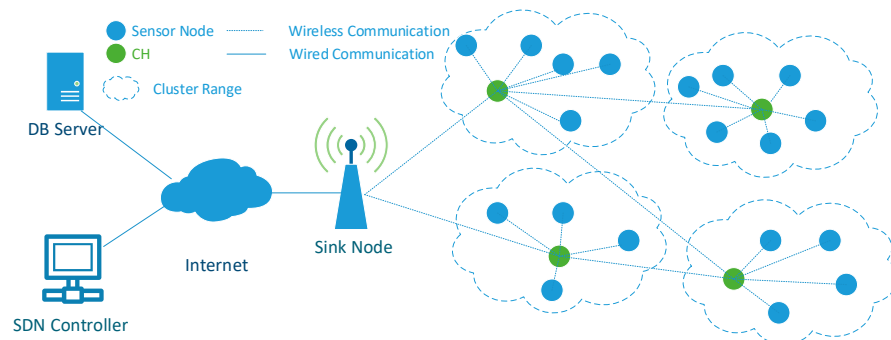 Sensor Node
Wireless Communication
CH
Wired Communication
Cluster Range
DB Server
Sink Node
Internet
SDN Controller